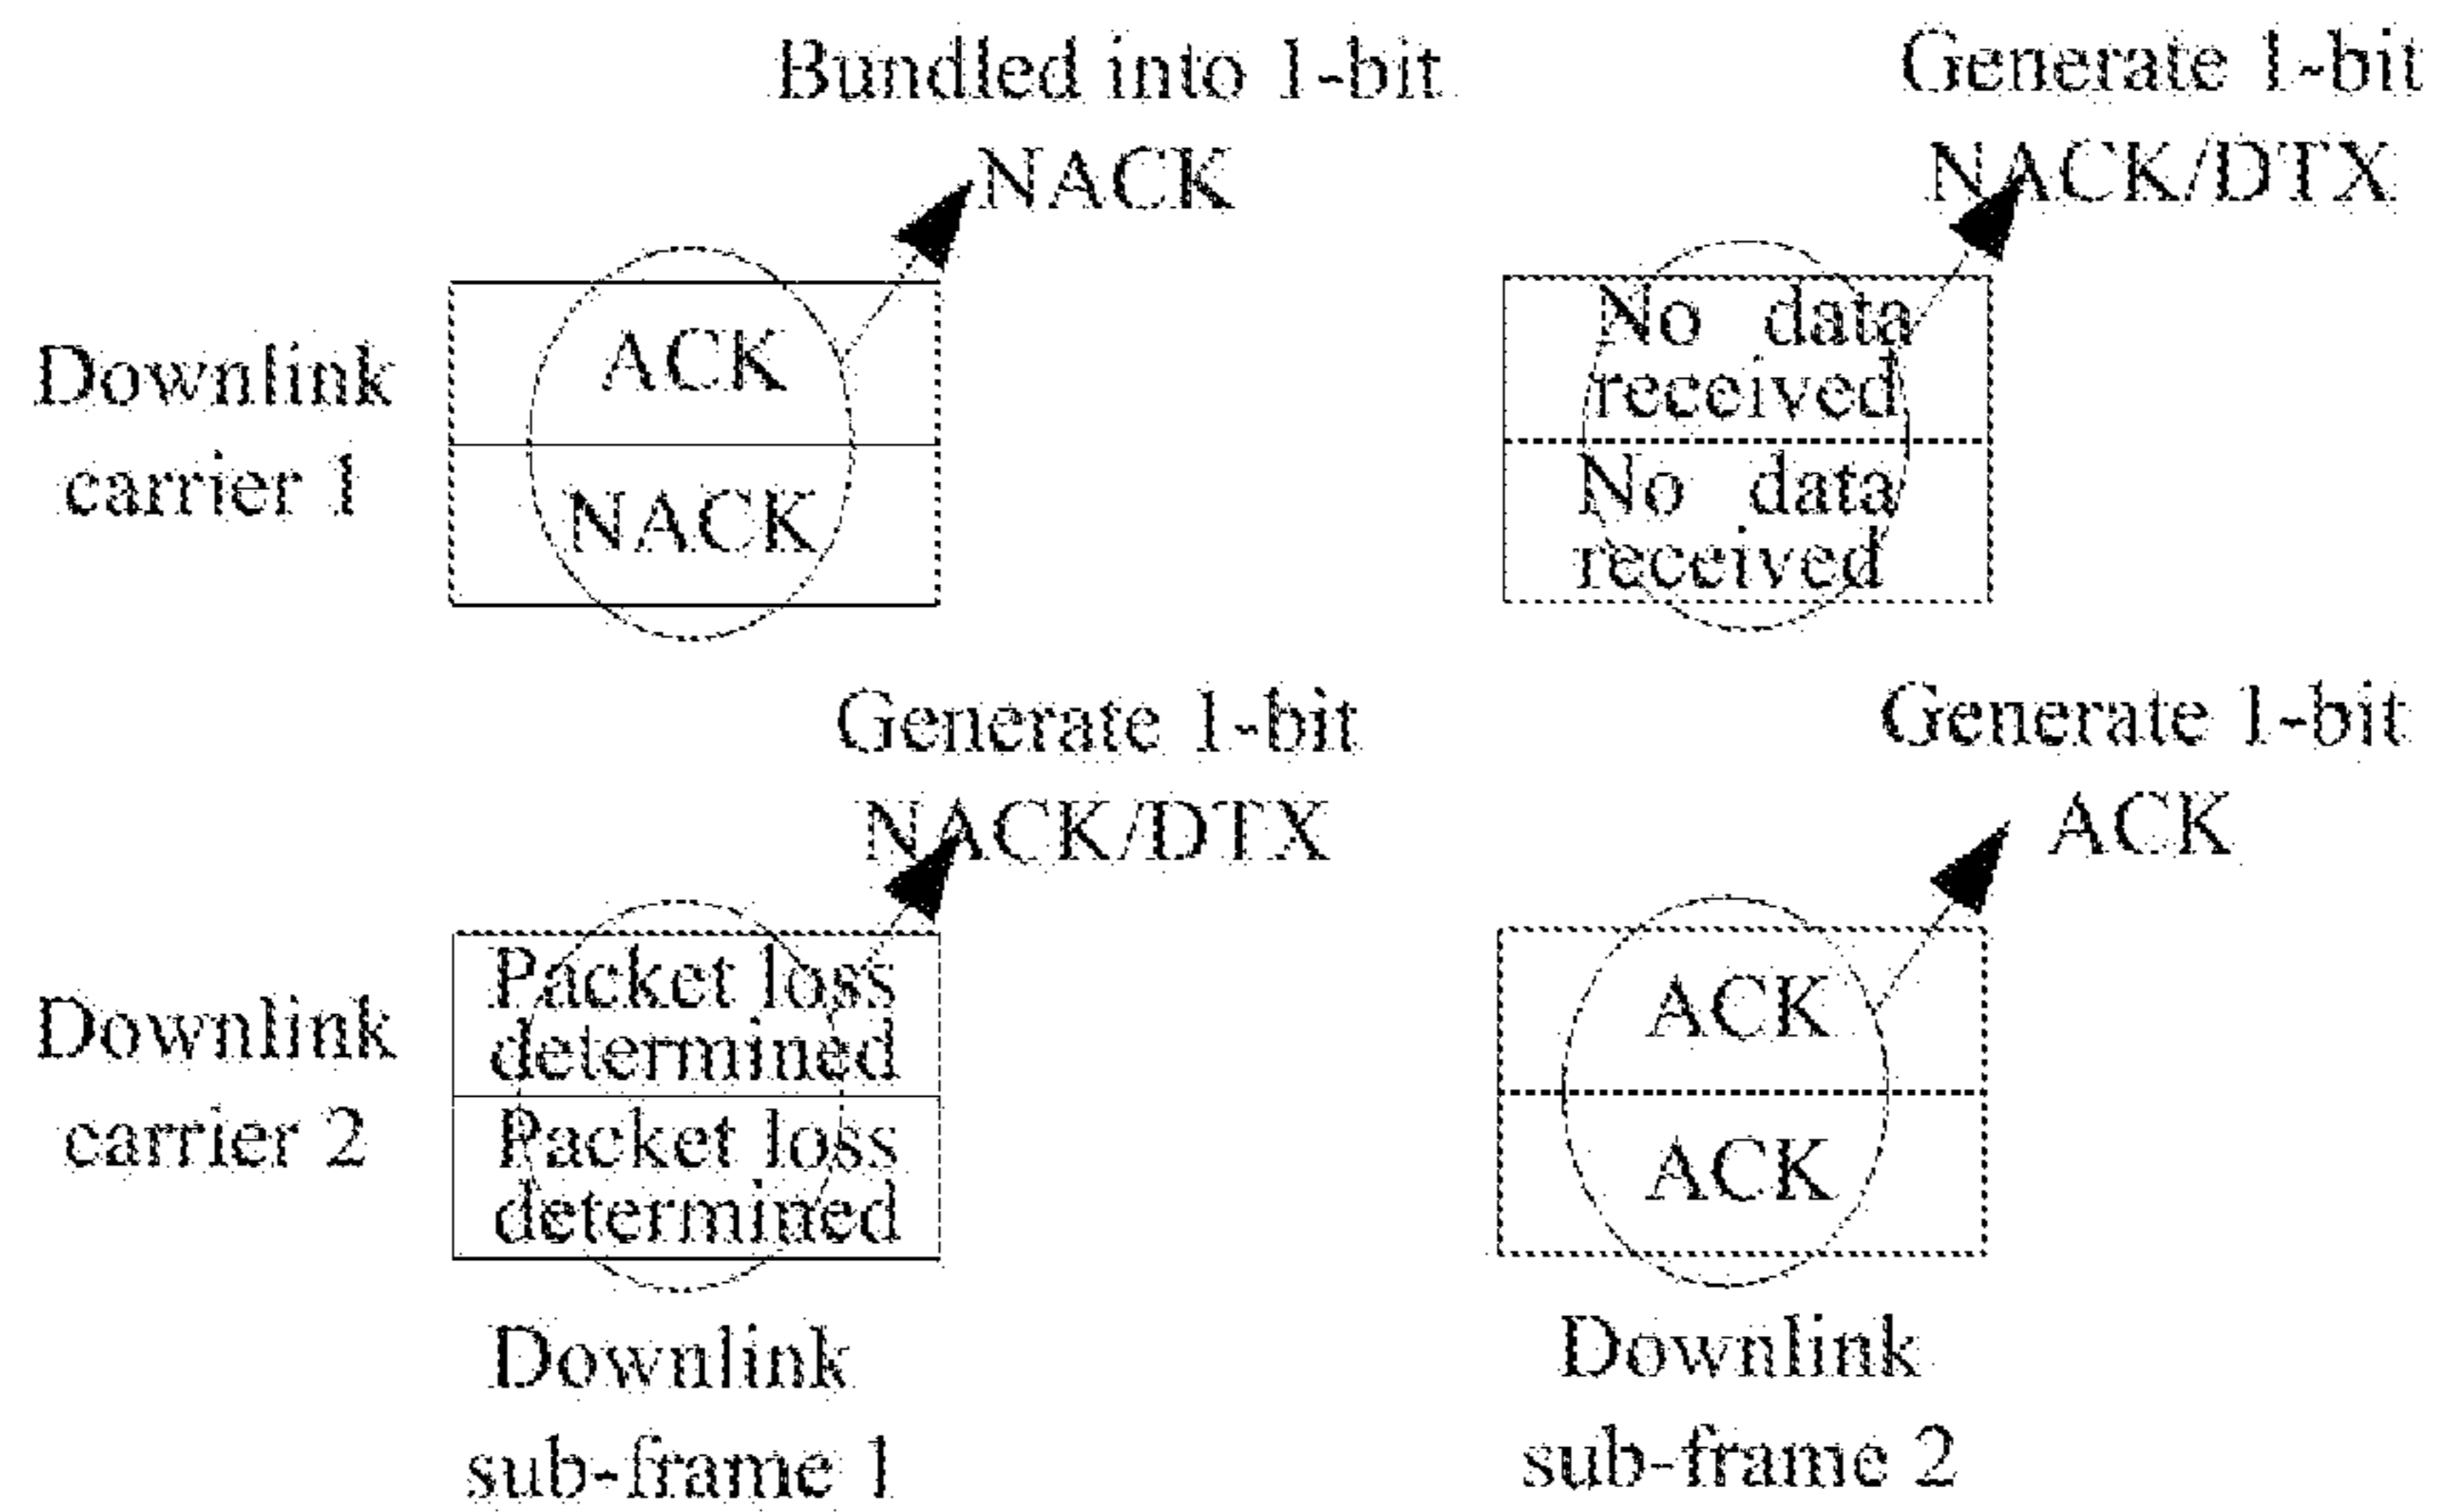 Bundled into 1-bit
NACK
Generate 1-bit
NACK/DTX
Downlink
carrier 1
ACK
NACK
No data
received
No data
received
Generate 1-bit
NACK/DTX
Generate 1-bit
ACK
Downlink
carrier 2
Packet loss
determined
Packet loss
determined
ACK
ACK
Downlink
sub-frame 1
Downlink
sub-frame 2